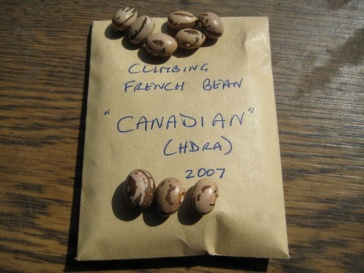 CLIMBING
FRENCH BEAN
"CANADIAN"
(HDRA)
2007